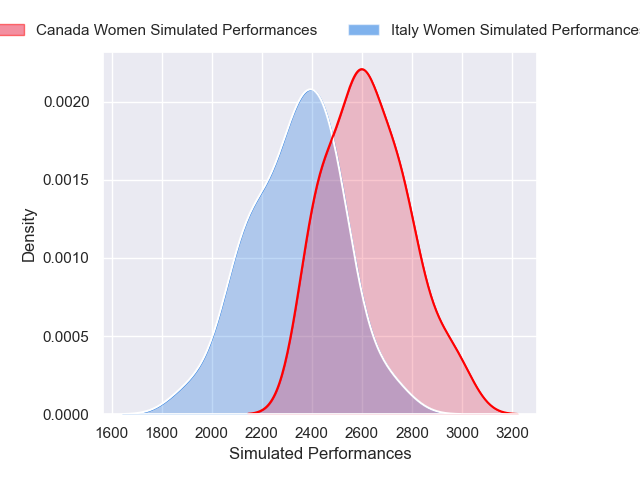 Canada Women Simulated Performances Italy Women Simulated Performances
0.0020
0.0015
0.0010
0.0005
0.0000
Density
1600 1800 2000 2200 2400 2600 2800 3000 3200
Simulated Performances